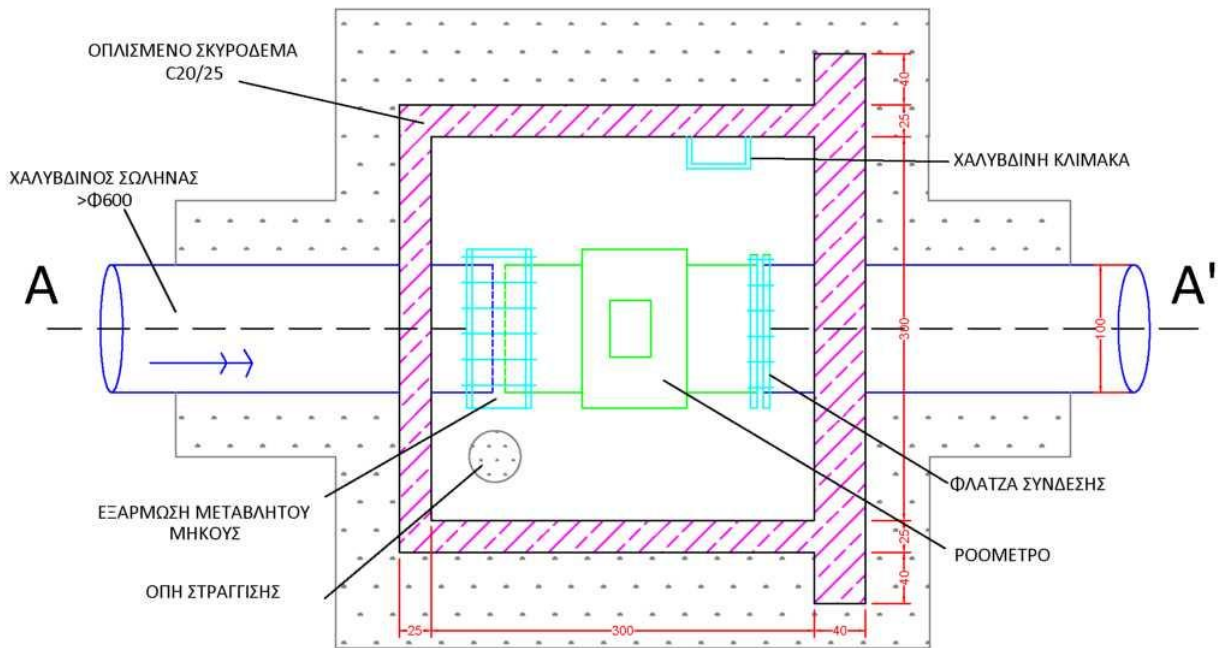 ΟΠΛΙΣΜΕΝΟ ΣΚΥΡΟΔΕΜΑ
C20/25
ΧΑΛΥΒΔΙΝΟΣ ΣΩΛΗΝΑΣ
>Φ600
40
25
ΧΑΛΥΒΔΙΝΗ ΚΛΙΜΑΚΑ
A
A'
300
100
ΕΞΑΡΜΩΣΗ ΜΕΤΑΒΛΗΤΟΥ
ΜΗΚΟΥΣ
ΦΛΑΤΖΑ ΣΥΝΔΕΣΗΣ
25
ΡΟΟΜΕΤΡΟ
40
ΟΠΗ ΣΤΡΑΓΓΙΣΗΣ
25
300
40